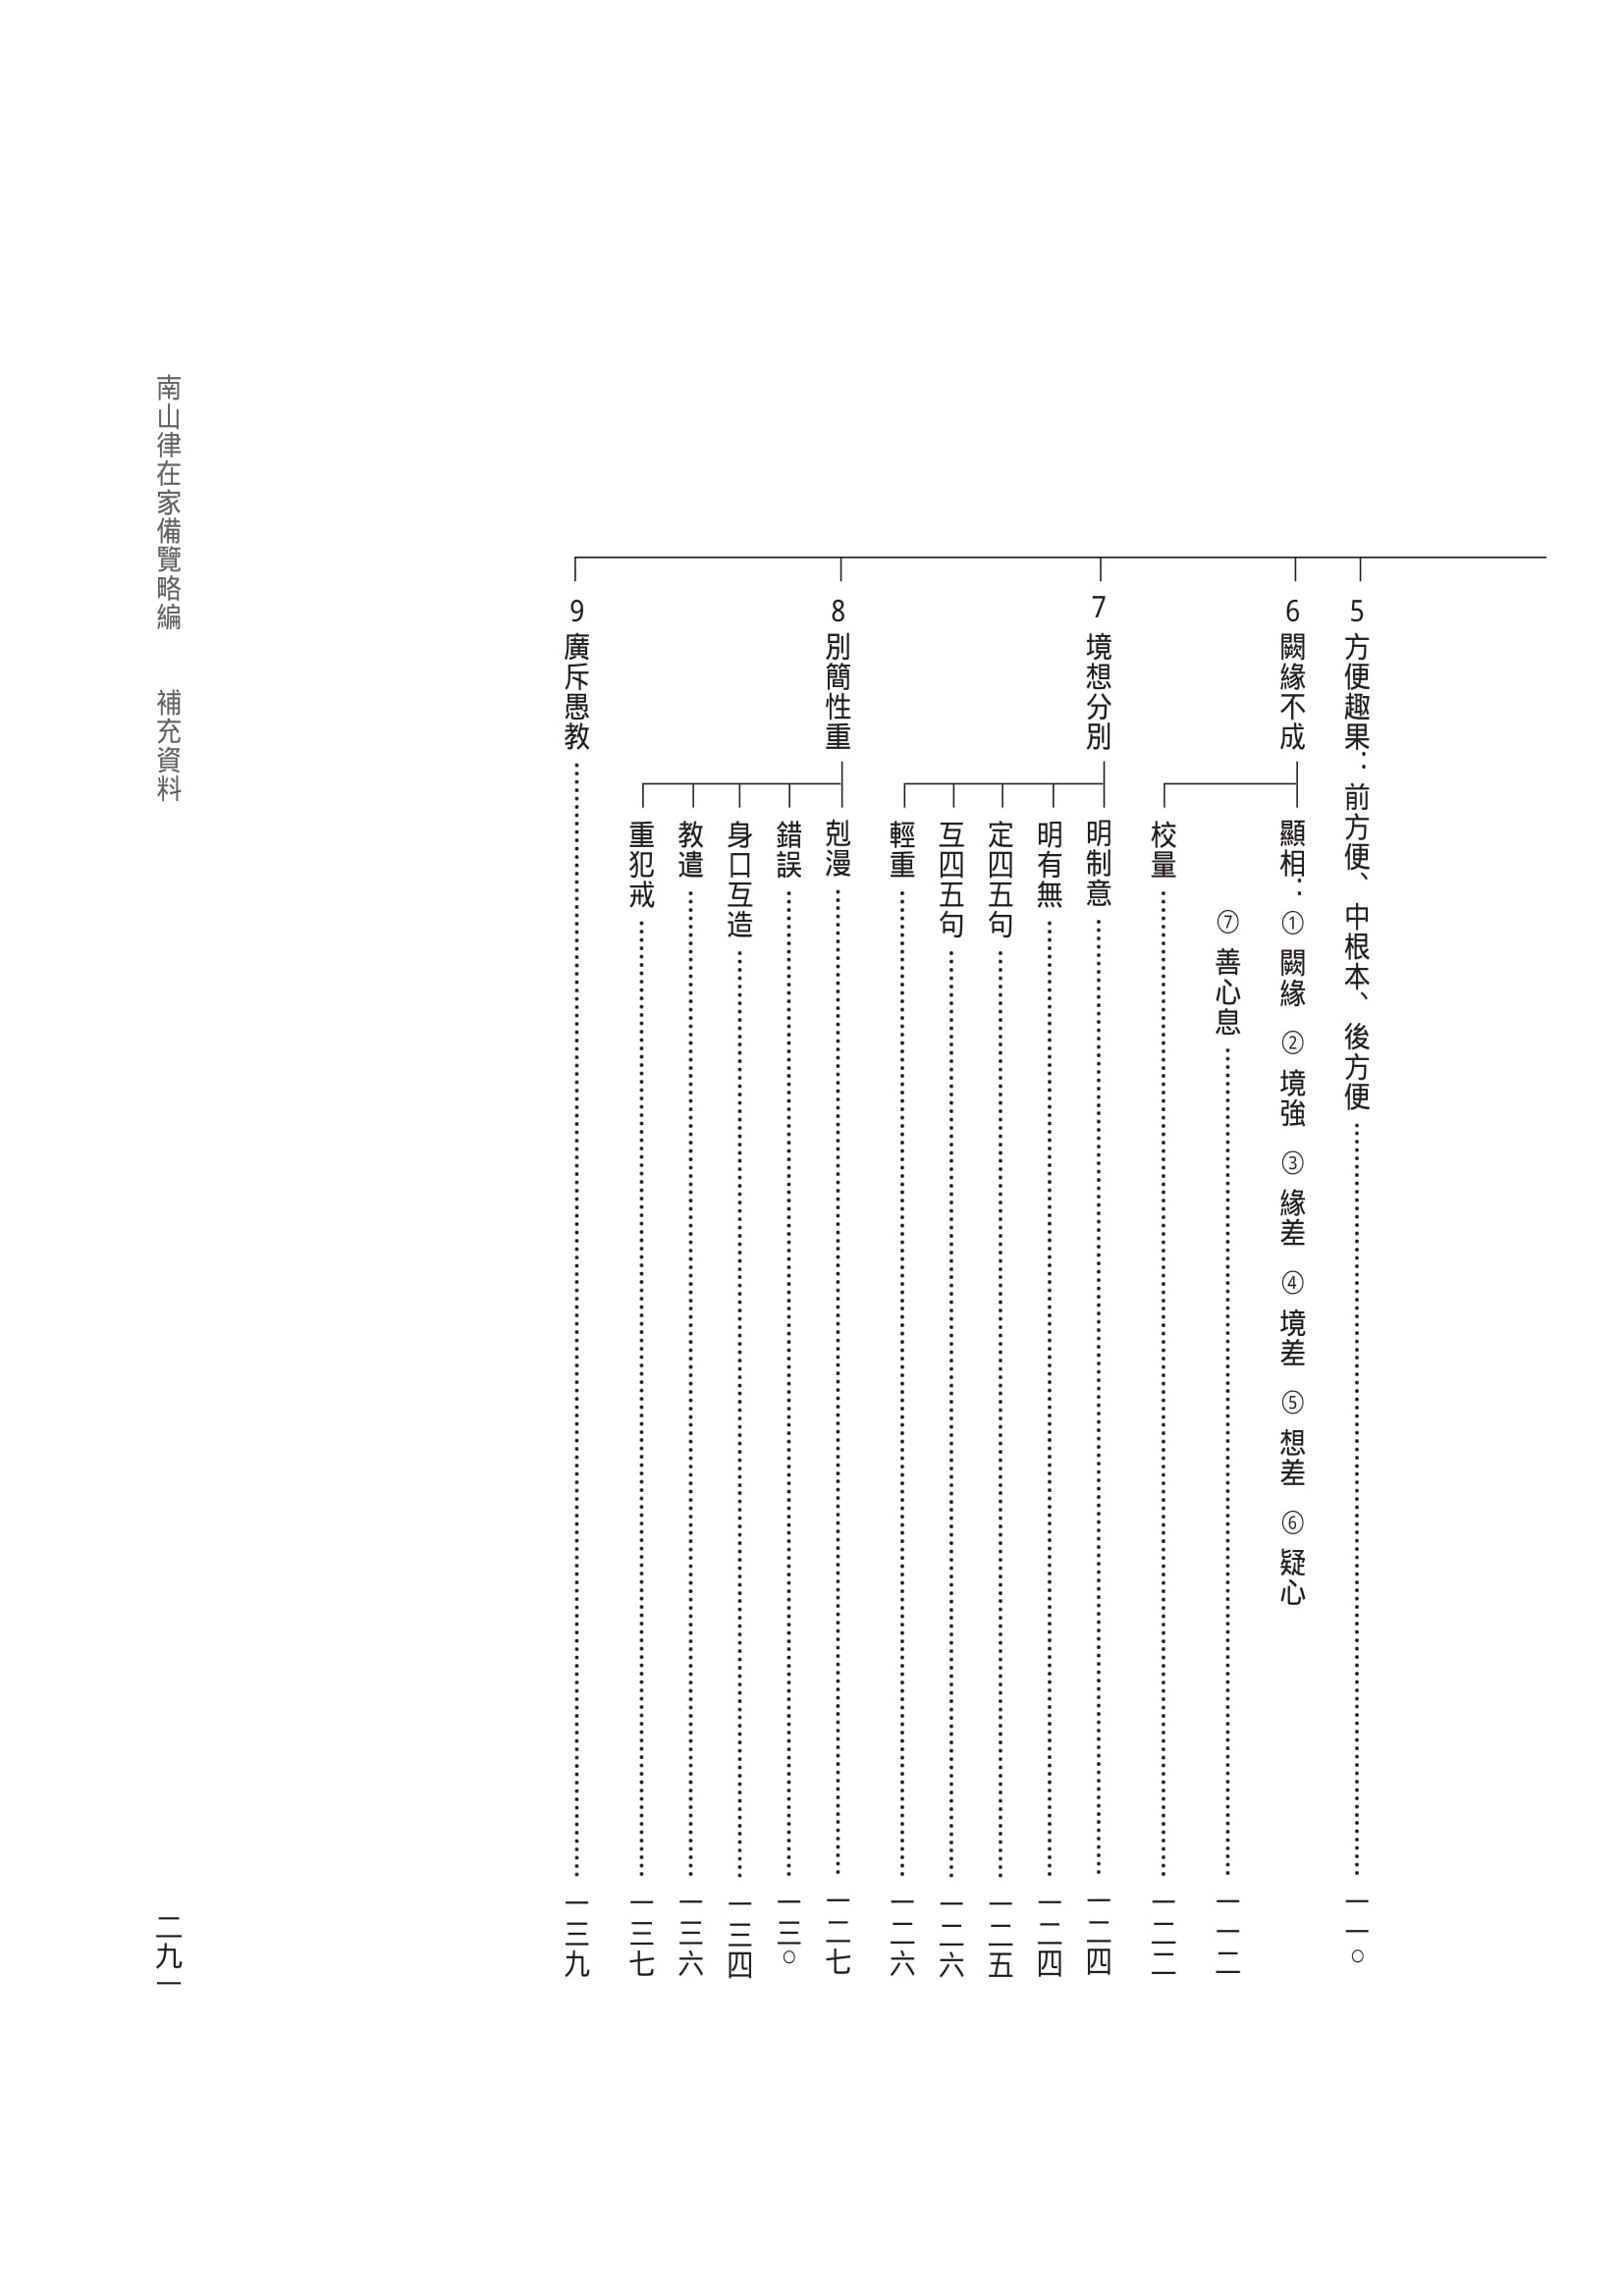 5 方便趣果：前方便、中根本、後方便⋯⋯一一○
6 闕緣不成
顯相：① 闕緣 ② 境強 ③ 緣差 ④ 境差 ⑤ 想差 ⑥ 疑心
⑦ 善心息⋯⋯一一二
校量⋯⋯一二二
7 境想分別
明制意⋯⋯一二四
明有無⋯⋯一二四
定四五句⋯⋯一二五
互四五句⋯⋯一二六
輕重⋯⋯一二六
8 別簡性重
剋漫⋯⋯一二七
錯誤⋯⋯一三○
身口互造⋯⋯一三四
教遣⋯⋯一三六
重犯戒⋯⋯一三七
9 廣斥愚教⋯⋯一三九
南山律在家備覽略編　補充資料
二九一